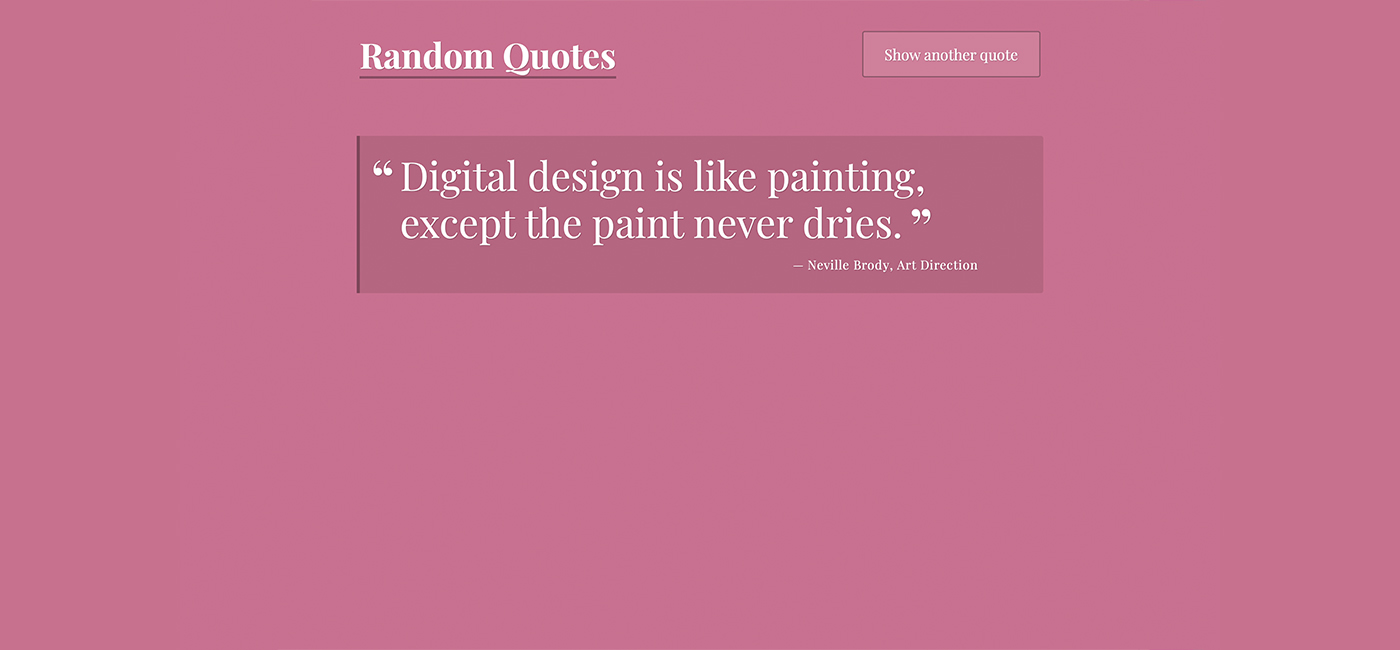 Random Quotes
Show another quote
“ Digital design is like painting,
except the paint never dries. ”
— Neville Brody, Art Direction